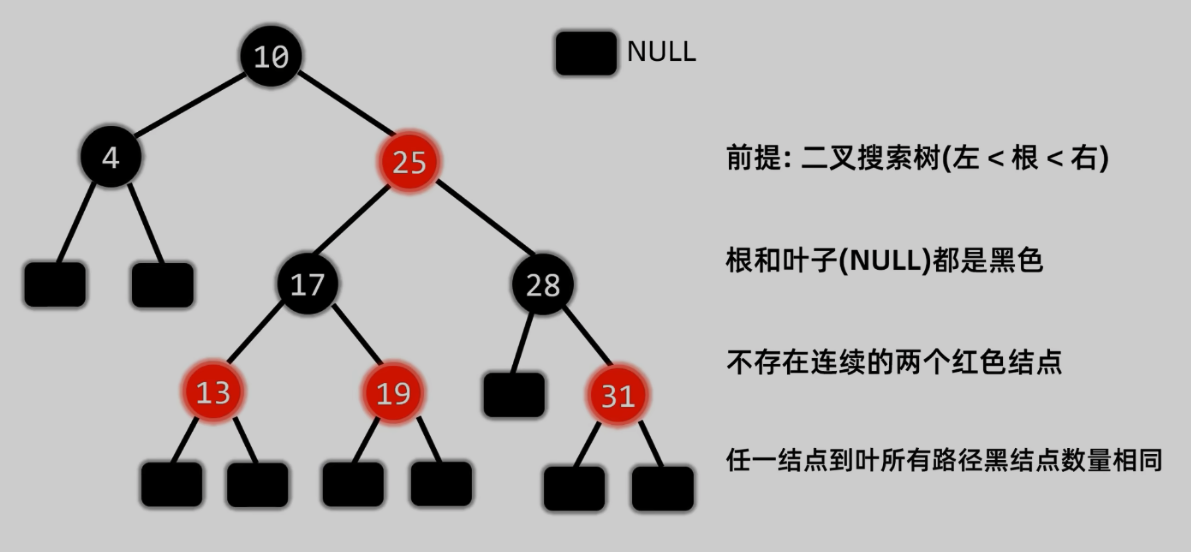 10
NULL
4
25
前提: 二叉搜索树(左 < 根 < 右)
17
28
根和叶子(NULL)都是黑色
13
19
31
不存在连续的两个红色结点
任一结点到叶所有路径黑结点数量相同